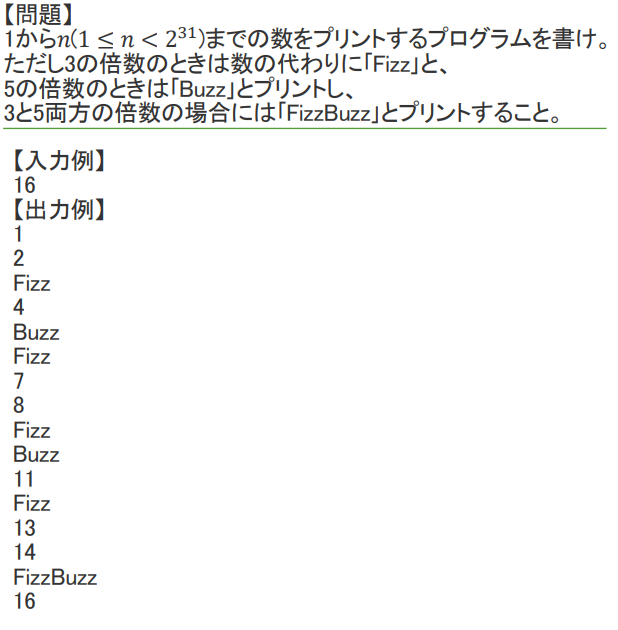 【問題】
1からn(1 ≤ n < 2³¹)までの数をプリントするプログラムを書け。
ただし3の倍数のときは数の代わりに｢Fizz｣と、
5の倍数のときは｢Buzz｣とプリントし、
3と5両方の倍数の場合には｢FizzBuzz｣とプリントすること。
【入力例】
16
【出力例】
1
2
Fizz
4
Buzz
Fizz
7
8
Fizz
Buzz
11
Fizz
13
14
FizzBuzz
16